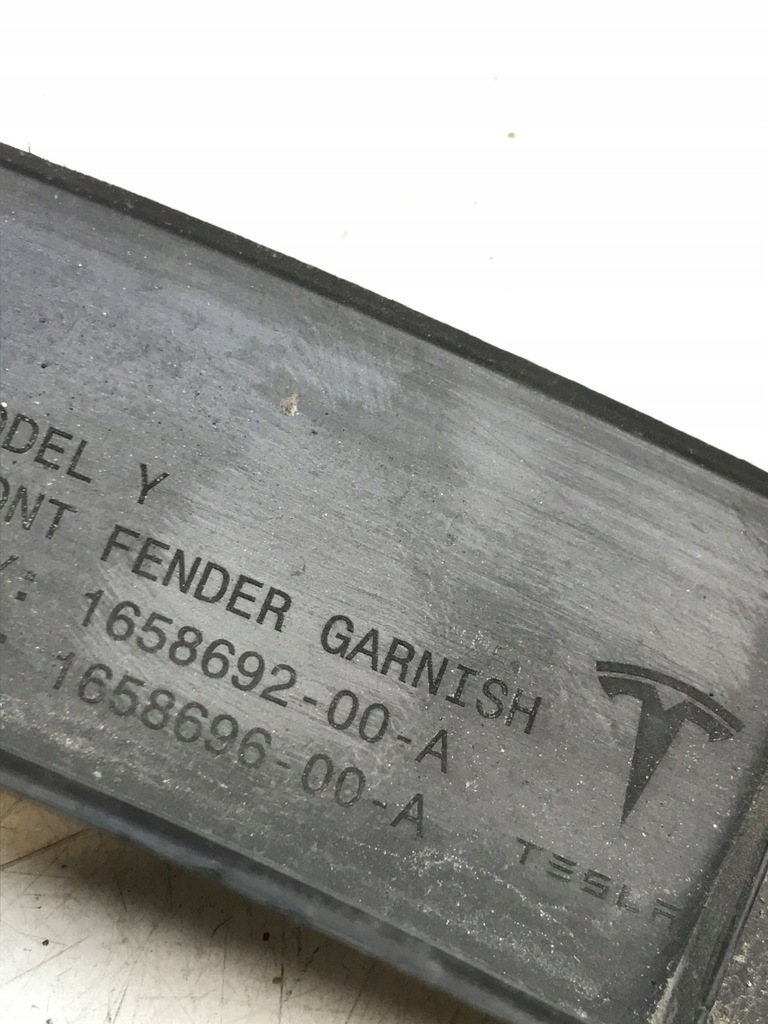 ODEL Y
ONT FENDER GARNISH
Y: 1658692-00-A
1658696-00-A
TESLA